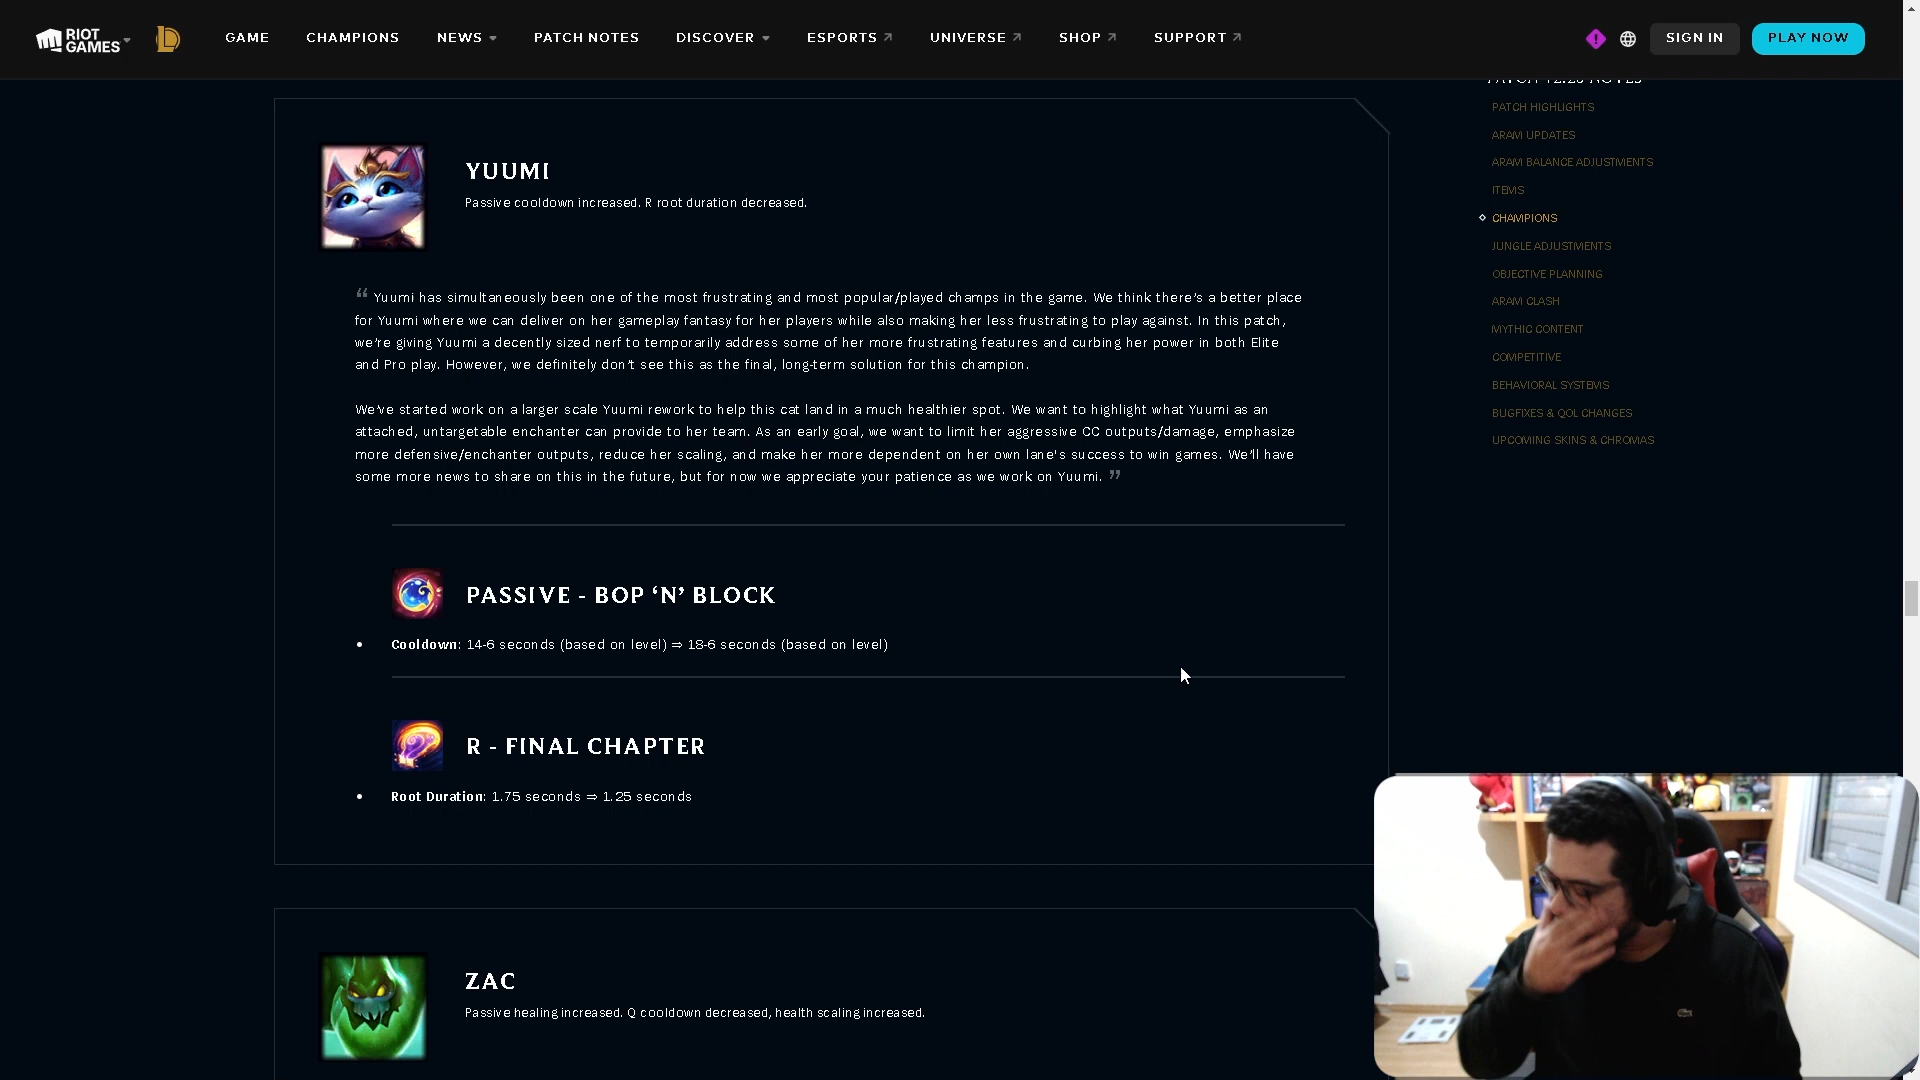 RIOT GAMES
GAME
CHAMPIONS
NEWS
PATCH NOTES
DISCOVER
ESPORTS
UNIVERSE
SHOP
SUPPORT
SIGN IN
PLAY NOW
PATCH HIGHLIGHTS
ARAM UPDATES
ARAM BALANCE ADJUSTMENTS
ITEMS
CHAMPIONS
JUNGLE ADJUSTMENTS
OBJECTIVE PLANNING
ARAM CLASH
MYTHIC CONTENT
COMPETITIVE
BEHAVIORAL SYSTEMS
BUGFIXES & QOL CHANGES
UPCOMING SKINS & CHROMAS
YUUMI
Passive cooldown increased. R root duration decreased.
“ Yuumi has simultaneously been one of the most frustrating and most popular/played champs in the game. We think there’s a better place
for Yuumi where we can deliver on her gameplay fantasy for her players while also making her less frustrating to play against. In this patch,
we’re giving Yuumi a decently sized nerf to temporarily address some of her more frustrating features and curbing her power in both Elite
and Pro play. However, we definitely don’t see this as the final, long-term solution for this champion.
We’ve started work on a larger scale Yuumi rework to help this cat land in a much healthier spot. We want to highlight what Yuumi as an
attached, untargetable enchanter can provide to her team. As an early goal, we want to limit her aggressive CC outputs/damage, emphasize
more defensive/enchanter outputs, reduce her scaling, and make her more dependent on her own lane's success to win games. We’ll have
some more news to share on this in the future, but for now we appreciate your patience as we work on Yuumi. ”
PASSIVE - BOP ‘N’ BLOCK
• Cooldown: 14-6 seconds (based on level) ⇒ 18-6 seconds (based on level)
R - FINAL CHAPTER
• Root Duration: 1.75 seconds ⇒ 1.25 seconds
ZAC
Passive healing increased. Q cooldown decreased, health scaling increased.